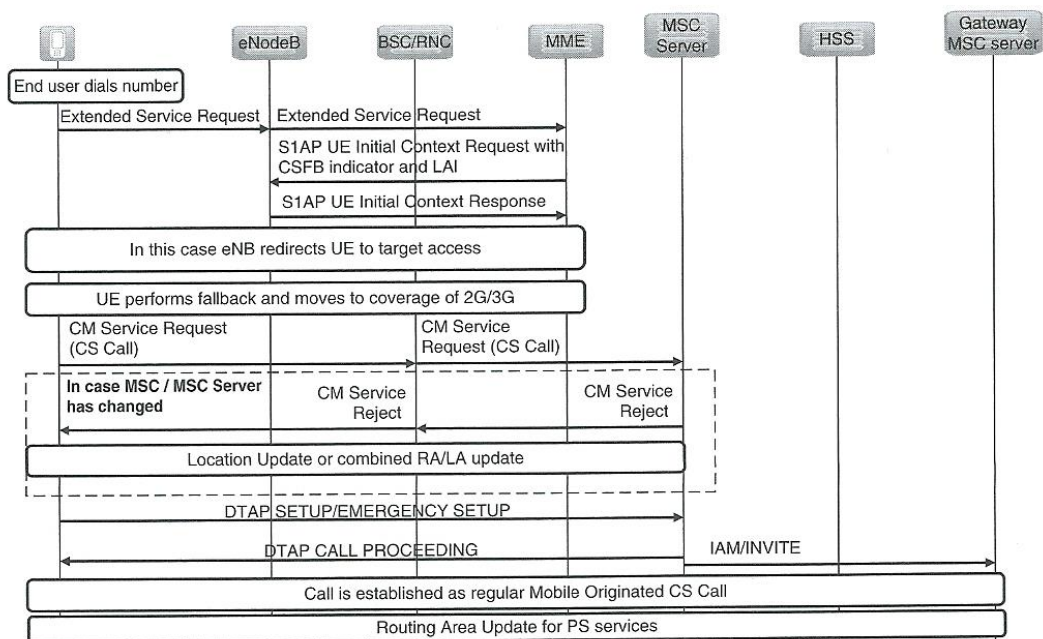 eNodeB
BSC/RNC
MME
MSC
Server
HSS
Gateway
MSC server
End user dials number
Extended Service Request
Extended Service Request
S1AP UE Initial Context Request with
CSFB indicator and LAI
S1AP UE Initial Context Response
In this case eNB redirects UE to target access
UE performs fallback and moves to coverage of 2G/3G
CM Service Request
(CS Call)
CM Service
Request (CS Call)
In case MSC / MSC Server
has changed
CM Service
Reject
CM Service
Reject
Location Update or combined RA/LA update
DTAP SETUP/EMERGENCY SETUP
DTAP CALL PROCEEDING
IAM/INVITE
Call is established as regular Mobile Originated CS Call
Routing Area Update for PS services